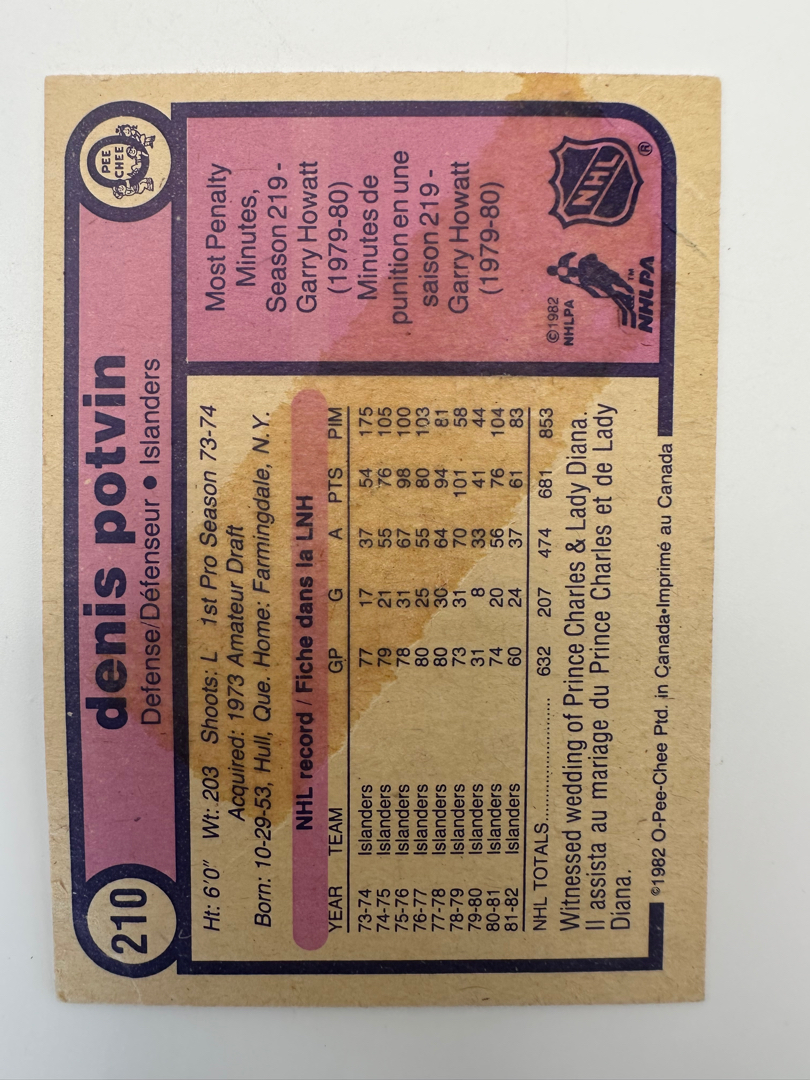 210
denis potvin
Defense/Défenseur • Islanders
O
PEE
CHEE
Ht: 6'0" Wt: 203 Shoots: L 1st Pro Season 73-74
Acquired: 1973 Amateur Draft
Born: 10-29-53, Hull, Que. Home: Farmingdale, N.Y.
NHL record / Fiche dans la LNH
YEAR TEAM GP G A PTS PIM
73-74 Islanders 77 17 37 54 175
74-75 Islanders 79 21 55 76 105
75-76 Islanders 78 31 67 98 100
76-77 Islanders 80 25 55 80 103
77-78 Islanders 80 30 64 94 81
78-79 Islanders 73 31 70 101 58
79-80 Islanders 31 8 33 41 44
80-81 Islanders 74 20 56 76 104
81-82 Islanders 60 24 37 61 83
NHL TOTALS.................... 632 207 474 681 853
Witnessed wedding of Prince Charles & Lady Diana.
Il assista au mariage du Prince Charles et de Lady
Diana.
©1982 O-Pee-Chee Ptd. in Canada•Imprimé au Canada
Most Penalty
Minutes,
Season 219 -
Garry Howatt
(1979-80)
Minutes de
punition en une
saison 219 -
Garry Howatt
(1979-80)
©1982
NHLPA
NHLPA™
NHL®